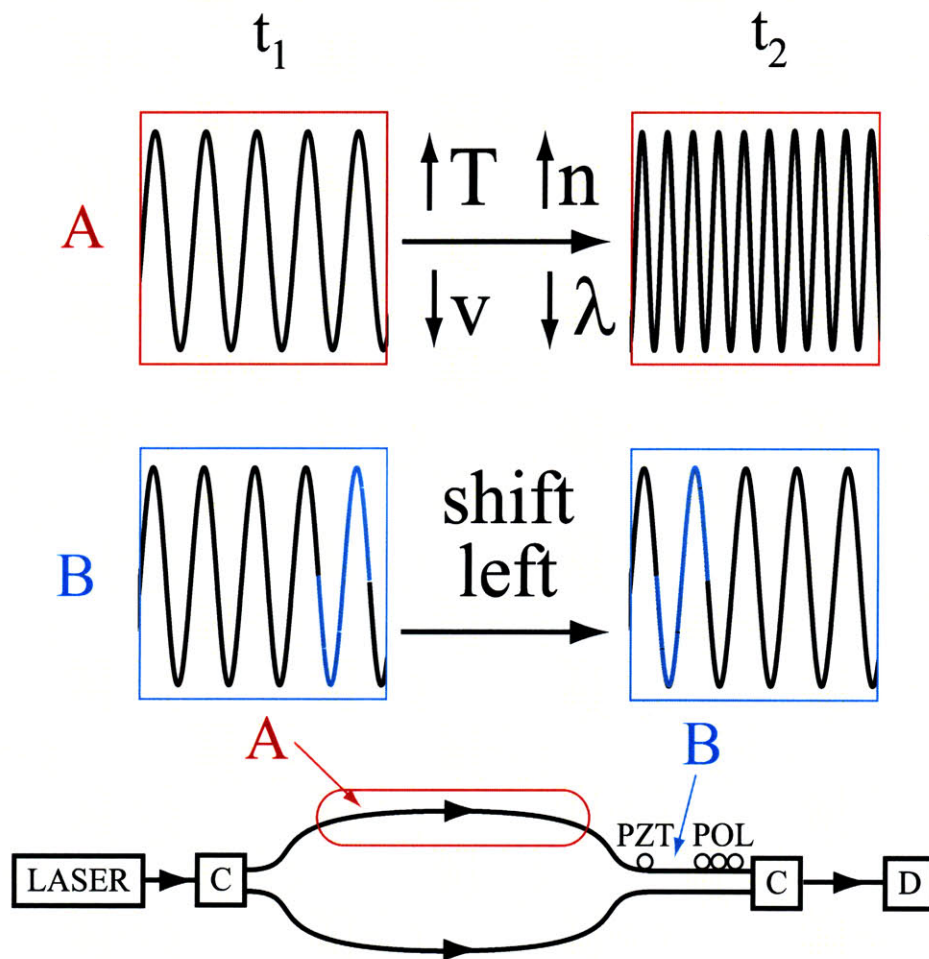 t₁ t₂
A
↑T ↑n
↓v ↓λ
B
shift
left
A
B
PZT POL
LASER C C D